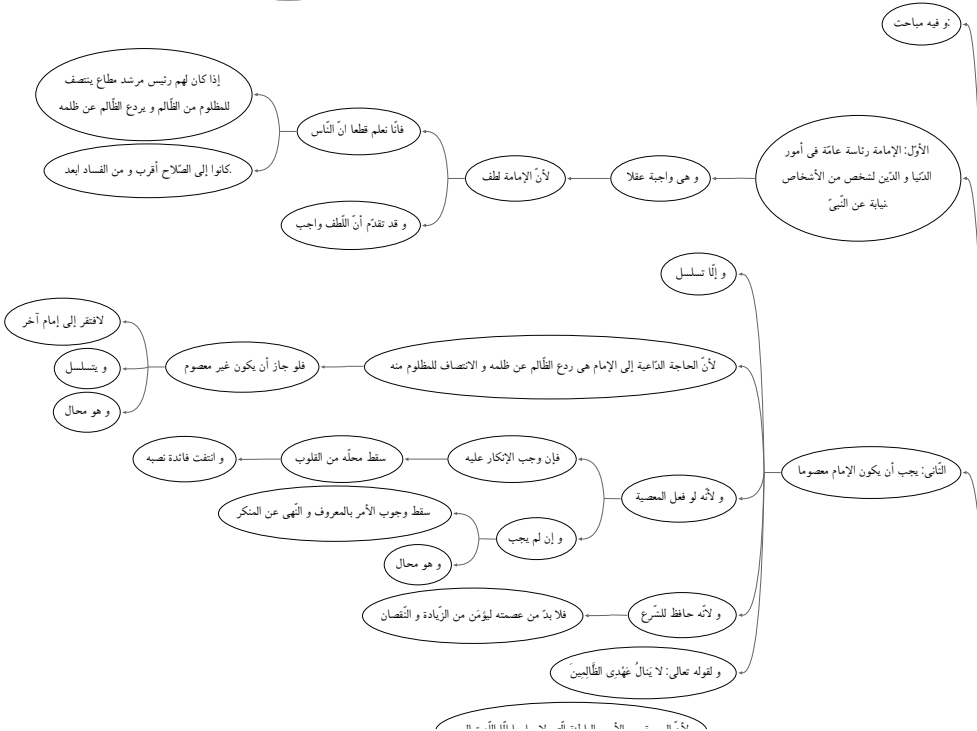 و فيه مباحث:
الأوّل: الإمامة رئاسة عامّة فى أمور
الدّنيا و الدّين لشخص من الأشخاص
نيابة عن النّبىّ.
و هى واجبة عقلا
لأنّ الإمامة لطف
فانّا نعلم قطعا انّ النّاس
إذا كان لهم رئيس مرشد مطاع ينتصف
للمظلوم من الظّالم و يردع الظّالم عن ظلمه
كانوا إلى الصّلاح أقرب و من الفساد ابعد.
و قد تقدّم أنّ اللّطف واجب
الثّانى: يجب أن يكون الإمام معصوما
و إلّا تسلسل
لأنّ الحاجة الدّاعية إلى الإمام هى ردع الظّالم عن ظلمه و الانتصاف للمظلوم منه
فلو جاز أن يكون غير معصوم
لافتقر إلى إمام آخر
و يتسلسل
و هو محال
و لأنّه لو فعل المعصية
فإن وجب الإنكار عليه
سقط محلّه من القلوب
و انتفت فائدة نصبه
و إن لم يجب
سقط وجوب الأمر بالمعروف و النّهى عن المنكر
و هو محال
و لانّه حافظ للشّرع
فلا بدّ من عصمته ليؤمَن من الزّيادة و النّقصان
و لقوله تعالى: لا يَنالُ عَهْدِى الظَّالِمِينَ